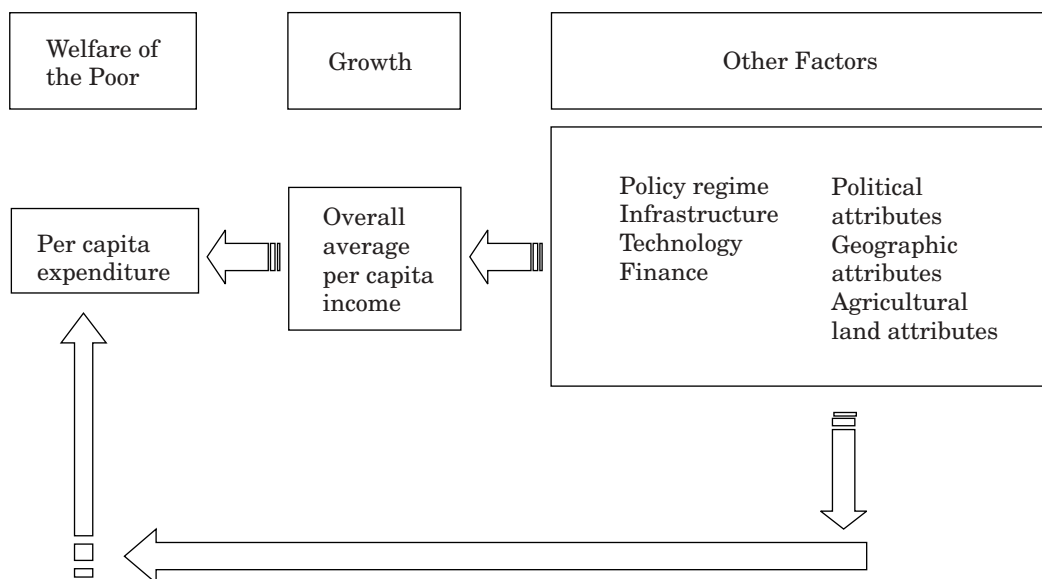 Welfare of
the Poor
Growth
Other Factors
Per capita
expenditure
Overall
average
per capita
income
Policy regime
Infrastructure
Technology
Finance
Political
attributes
Geographic
attributes
Agricultural
land attributes